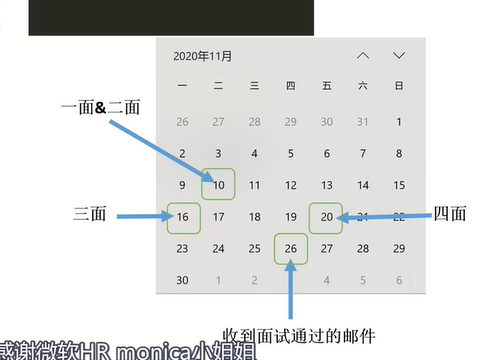 2020年11月
一 二 三 四 五 六 日
一面&二面
26 27 28 29 30 31 1
2 3 4 5 6 7 8
9 10 11 12 13 14 15
三面
16 17 18 19 20 21 22
四面
23 24 25 26 27 28 29
30 1 2 4 5 6
收到面试通过的邮件
感谢微软HR monica小姐姐